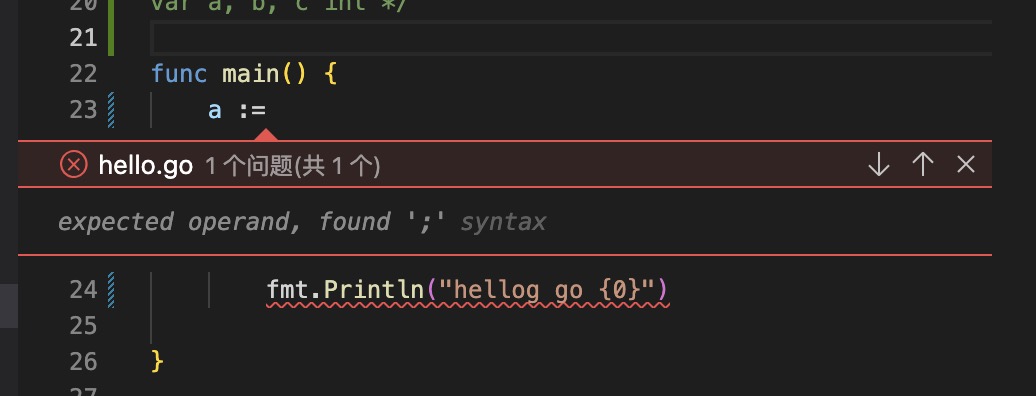 20 var a, b, c int */
21
22 func main() {
23 a :=
hello.go 1 个问题(共 1 个)
expected operand, found ';' syntax
24 fmt.Println("hellog go {0}")
25
26 }
27